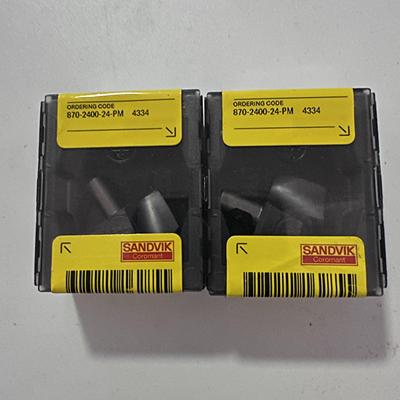 ORDERING CODE
870-2400-24-PM 4334
ORDERING CODE
870-2400-24-PM 4334
SANDVIK
Coromant
SANDVIK
Coromant